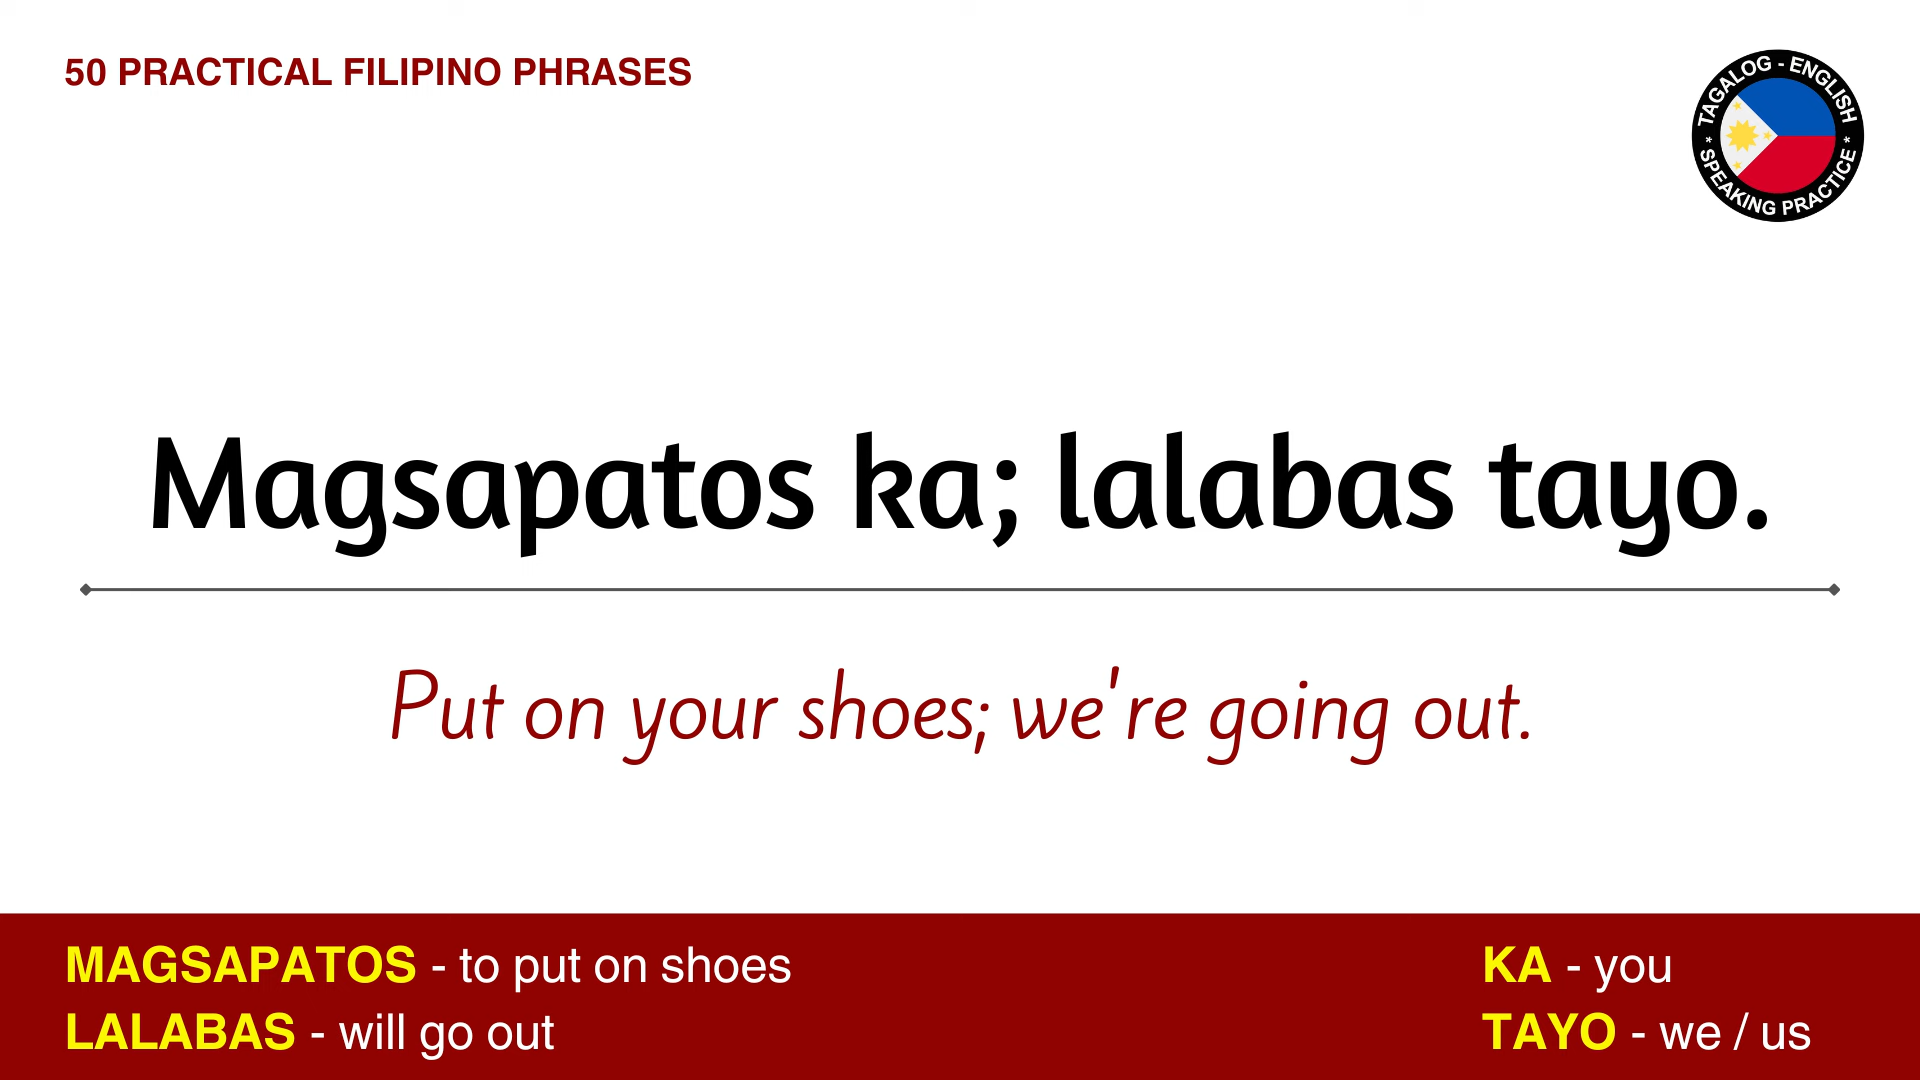 50 PRACTICAL FILIPINO PHRASES
TAGALOG - ENGLISH
* SPEAKING PRACTICE *
Magsapatos ka; lalabas tayo.
Put on your shoes; we're going out.
MAGSAPATOS - to put on shoes
KA - you
LALABAS - will go out
TAYO - we / us